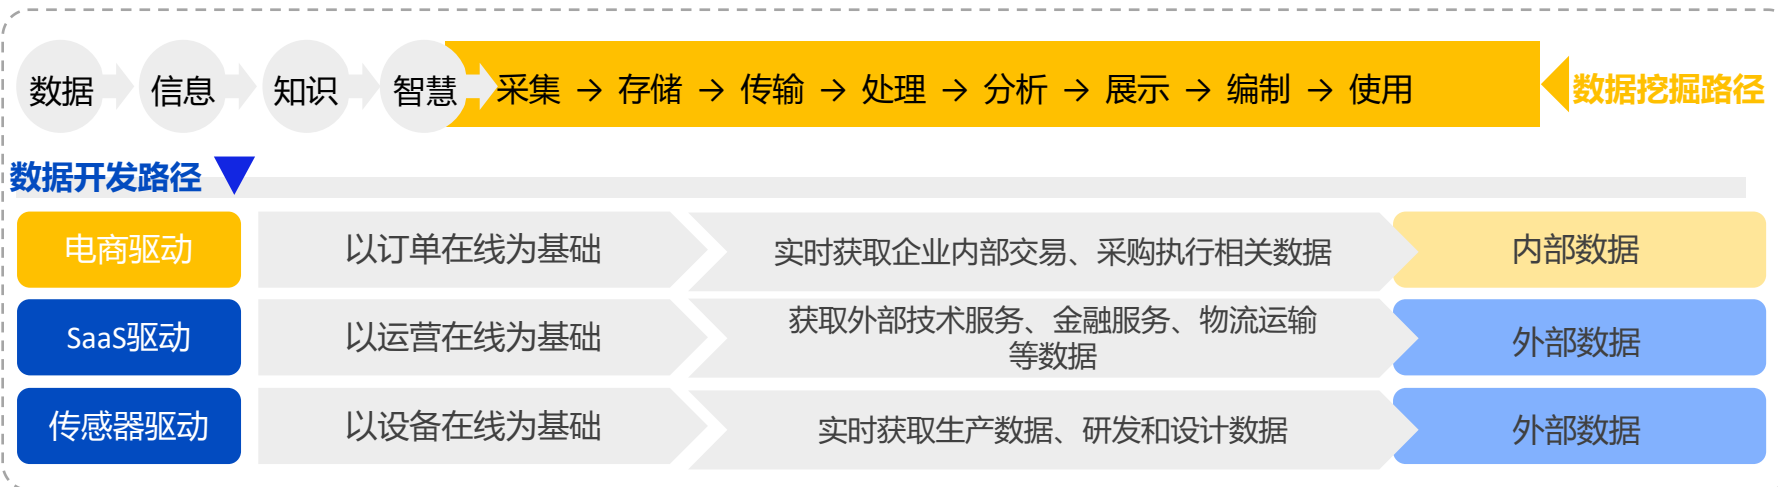 数据 信息 知识 智慧 采集 → 存储 → 传输 → 处理 → 分析 → 展示 → 编制 → 使用 数据挖掘路径
数据开发路径
电商驱动 以订单在线为基础 实时获取企业内部交易、采购执行相关数据 内部数据
SaaS驱动 以运营在线为基础 获取外部技术服务、金融服务、物流运输
等数据 外部数据
传感器驱动 以设备在线为基础 实时获取生产数据、研发和设计数据 外部数据